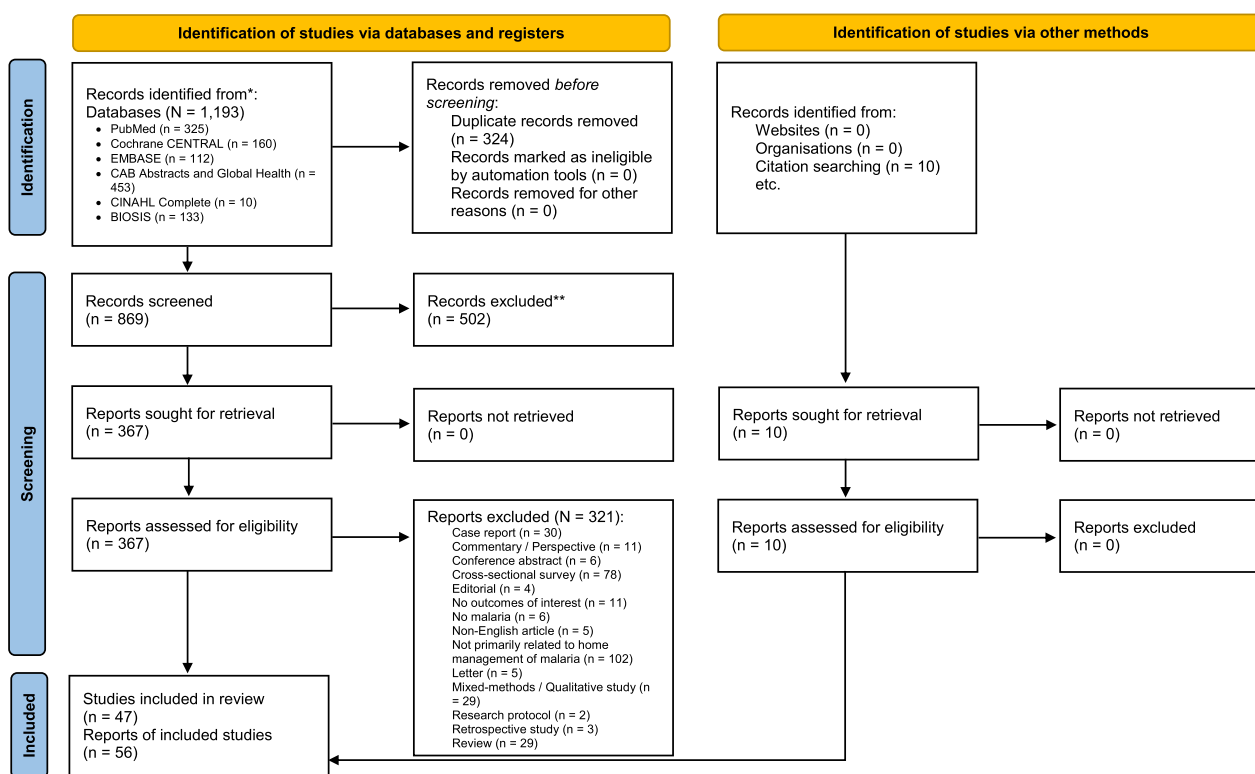 Identification of studies via databases and registers
Identification of studies via other methods
Identification
Records identified from*:
Databases (N = 1,193)
• PubMed (n = 325)
• Cochrane CENTRAL (n = 160)
• EMBASE (n = 112)
• CAB Abstracts and Global Health (n =
453)
• CINAHL Complete (n = 10)
• BIOSIS (n = 133)
Records removed before
screening:
Duplicate records removed
(n = 324)
Records marked as ineligible
by automation tools (n = 0)
Records removed for other
reasons (n = 0)
Records identified from:
Websites (n = 0)
Organisations (n = 0)
Citation searching (n = 10)
etc.
Screening
Records screened
(n = 869)
Records excluded**
(n = 502)
Reports sought for retrieval
(n = 367)
Reports not retrieved
(n = 0)
Reports sought for retrieval
(n = 10)
Reports not retrieved
(n = 0)
Reports assessed for eligibility
(n = 367)
Reports excluded (N = 321):
Case report (n = 30)
Commentary / Perspective (n = 11)
Conference abstract (n = 6)
Cross-sectional survey (n = 78)
Editorial (n = 4)
No outcomes of interest (n = 11)
No malaria (n = 6)
Non-English article (n = 5)
Not primarily related to home
management of malaria (n = 102)
Letter (n = 5)
Mixed-methods / Qualitative study (n
= 29)
Research protocol (n = 2)
Retrospective study (n = 3)
Review (n = 29)
Reports assessed for eligibility
(n = 10)
Reports excluded
(n = 0)
Included
Studies included in review
(n = 47)
Reports of included studies
(n = 56)